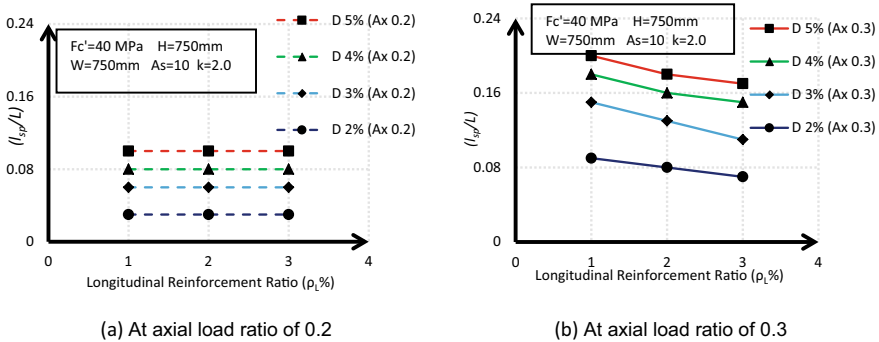 0.24
0.16
0.08
0
(lsp/L)
Fc'=40 MPa H=750mm
W=750mm As=10 k=2.0
D 5% (Ax 0.2)
D 4% (Ax 0.2)
D 3% (Ax 0.2)
D 2% (Ax 0.2)
0 1 2 3 4
Longitudinal Reinforcement Ratio (ρL%)
(a) At axial load ratio of 0.2
0.24
0.16
0.08
0
(lsp/L)
Fc'=40 MPa H=750mm
W=750mm As=10 k=2.0
D 5% (Ax 0.3)
D 4% (Ax 0.3)
D 3% (Ax 0.3)
D 2% (Ax 0.3)
0 1 2 3 4
Longitudinal Reinforcement Ratio (ρL%)
(b) At axial load ratio of 0.3